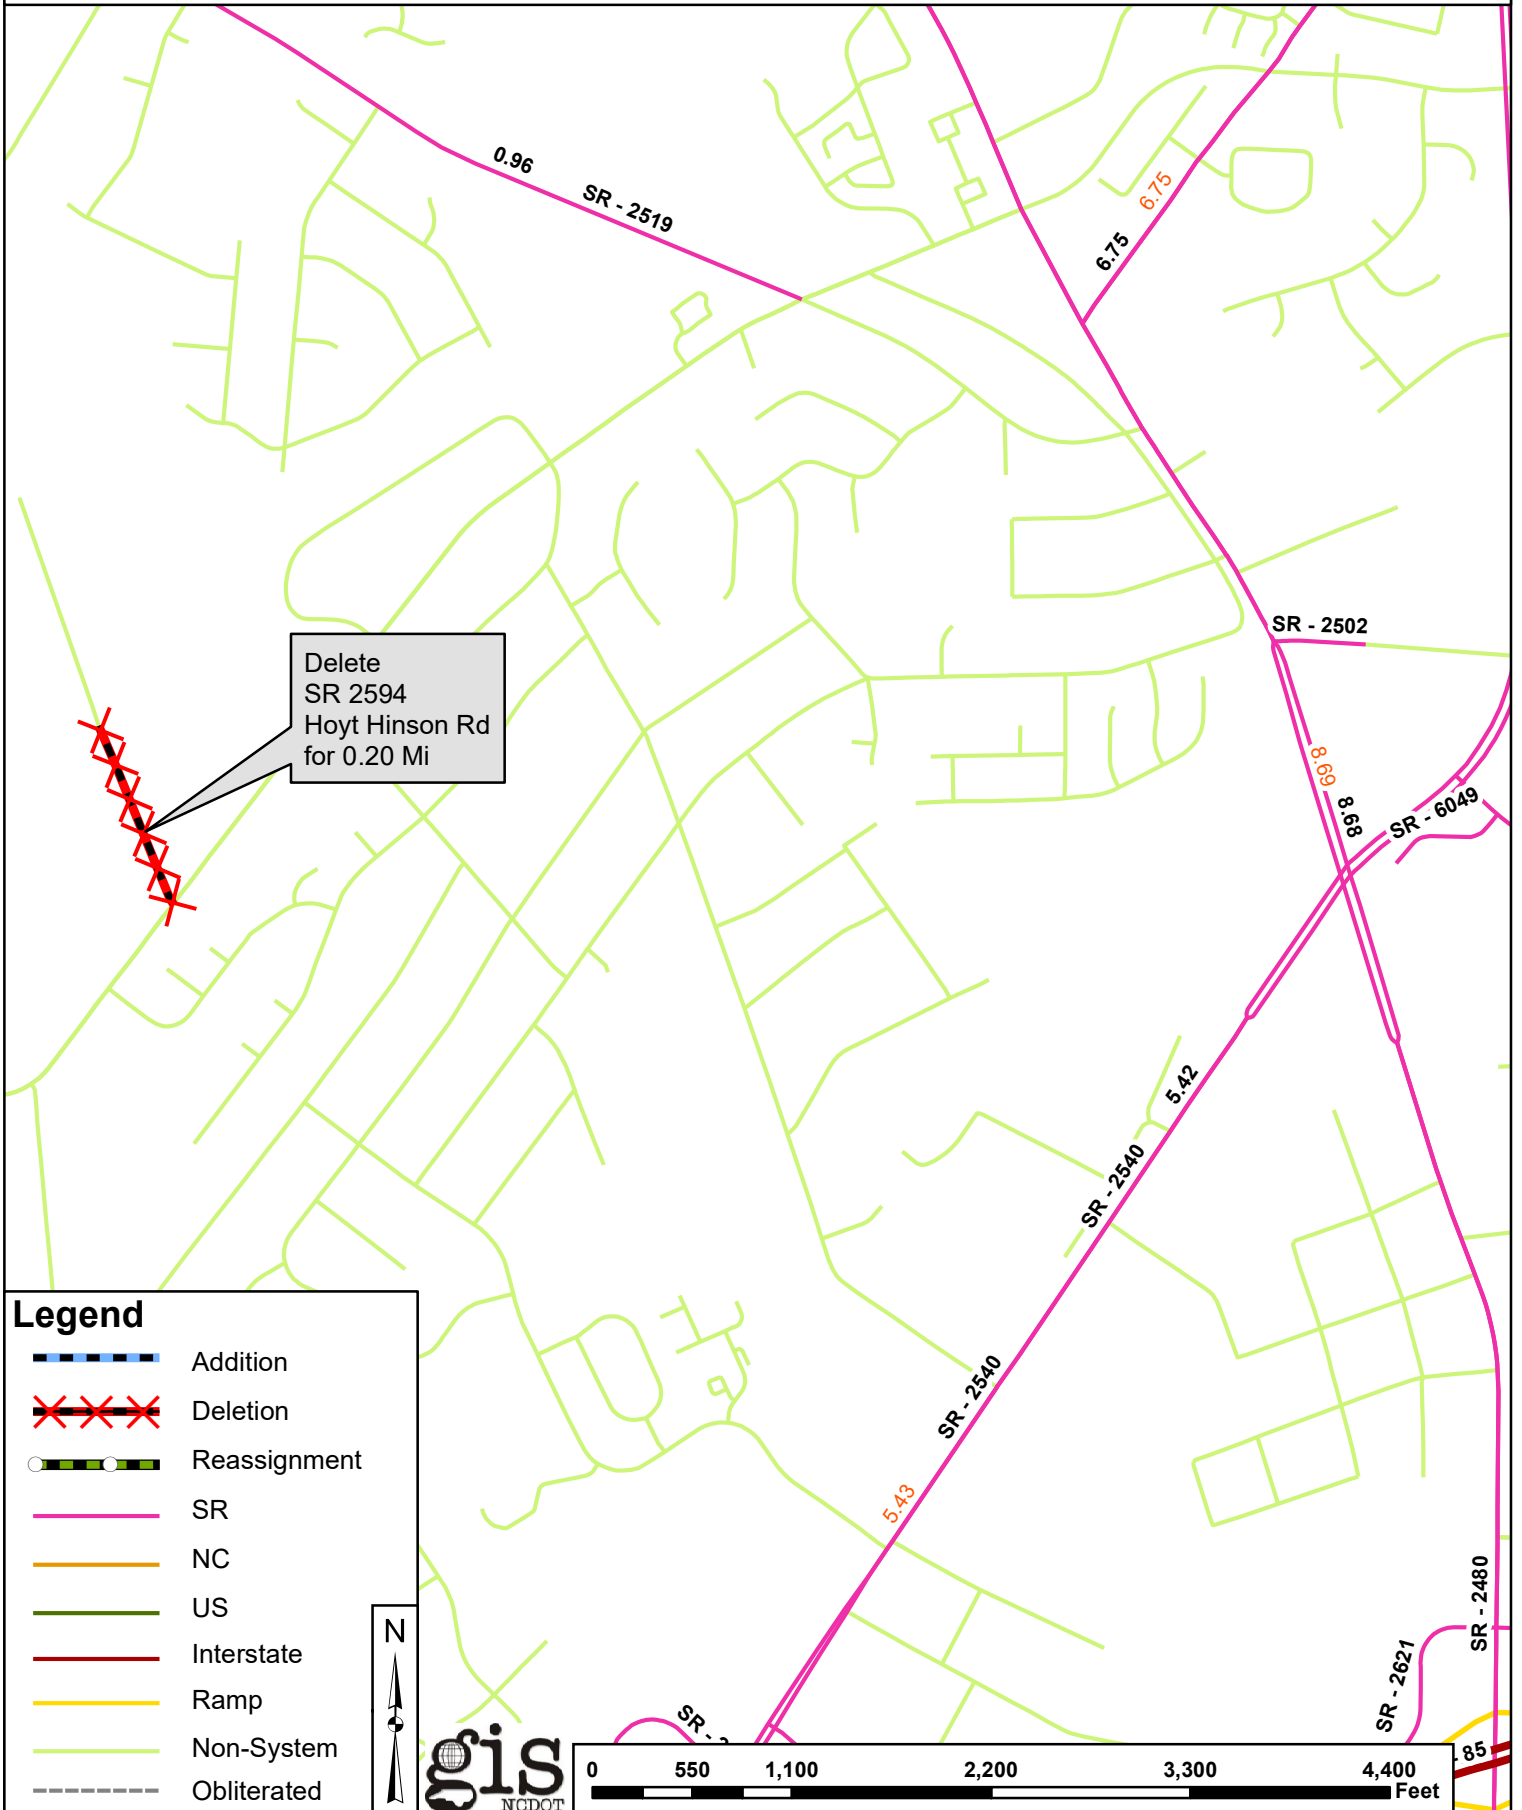 0.96
SR - 2519
6.75
6.75
SR - 2502
Delete
SR 2594
Hoyt Hinson Rd
for 0.20 Mi
8.69
8.68
SR - 6049
5.42
SR - 2540
SR - 2540
5.43
SR - 2480
SR - 2621
SR -
- 85
Legend
Addition
Deletion
Reassignment
SR
NC
US
Interstate
Ramp
Non-System
Obliterated
N
gis
NCDOT
0 550 1,100 2,200 3,300 4,400
Feet